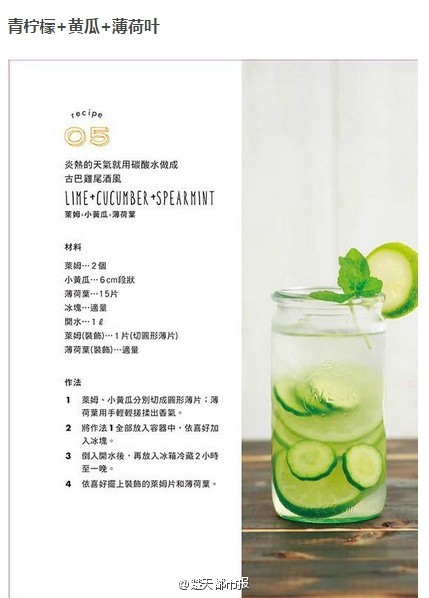 青柠檬+黄瓜+薄荷叶
recipe
05
炎熱的天氣就用碳酸水做成
古巴雞尾酒風
LIME+CUCUMBER+SPEARMINT
萊姆+小黃瓜+薄荷葉
材料
萊姆…2個
小黃瓜…6cm段狀
薄荷葉…15片
冰塊…適量
開水…1ℓ
萊姆(裝飾)…1片(切圓形薄片)
薄荷葉(裝飾)…適量
作法
1 萊姆、小黃瓜分別切成圓形薄片；薄
荷葉用手輕輕搓揉出香氣。
2 將作法1全部放入容器中，依喜好加
入冰塊。
3 倒入開水後，再放入冰箱冷藏2小時
至一晚。
4 依喜好擺上裝飾的萊姆片和薄荷葉。
@楚天都市报